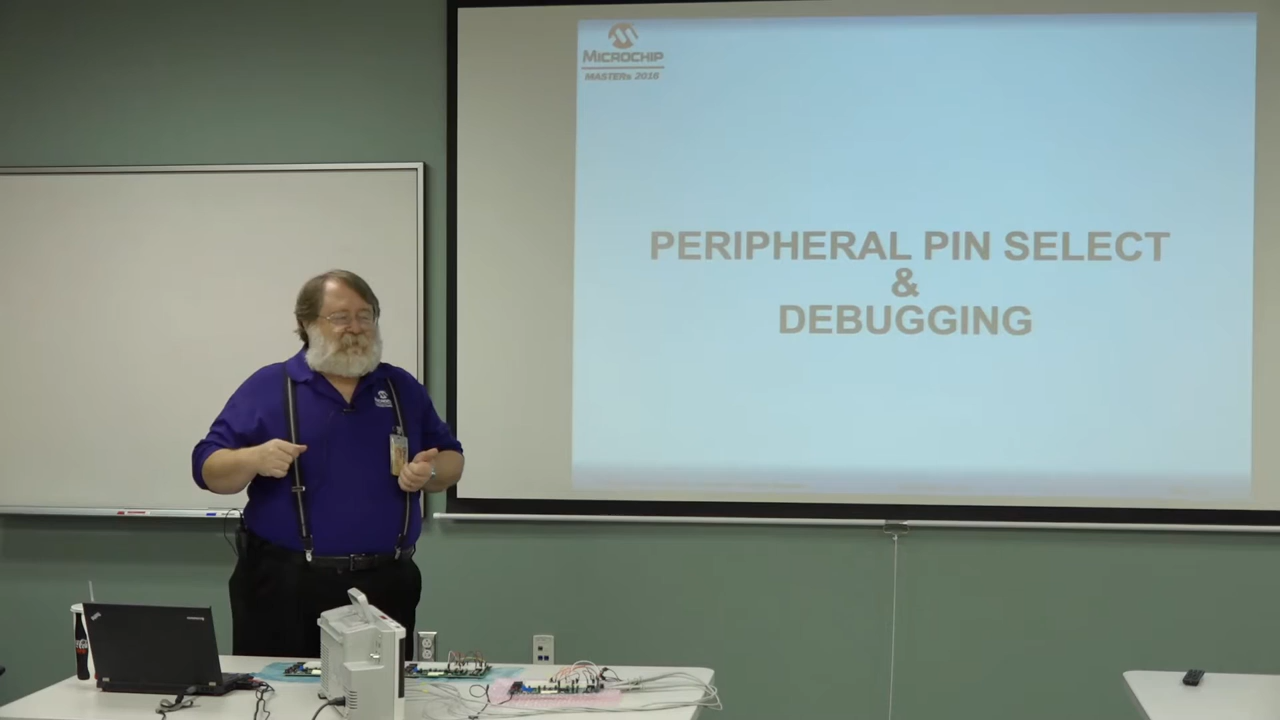 MICROCHIP
MASTERs 2016
PERIPHERAL PIN SELECT
&
DEBUGGING